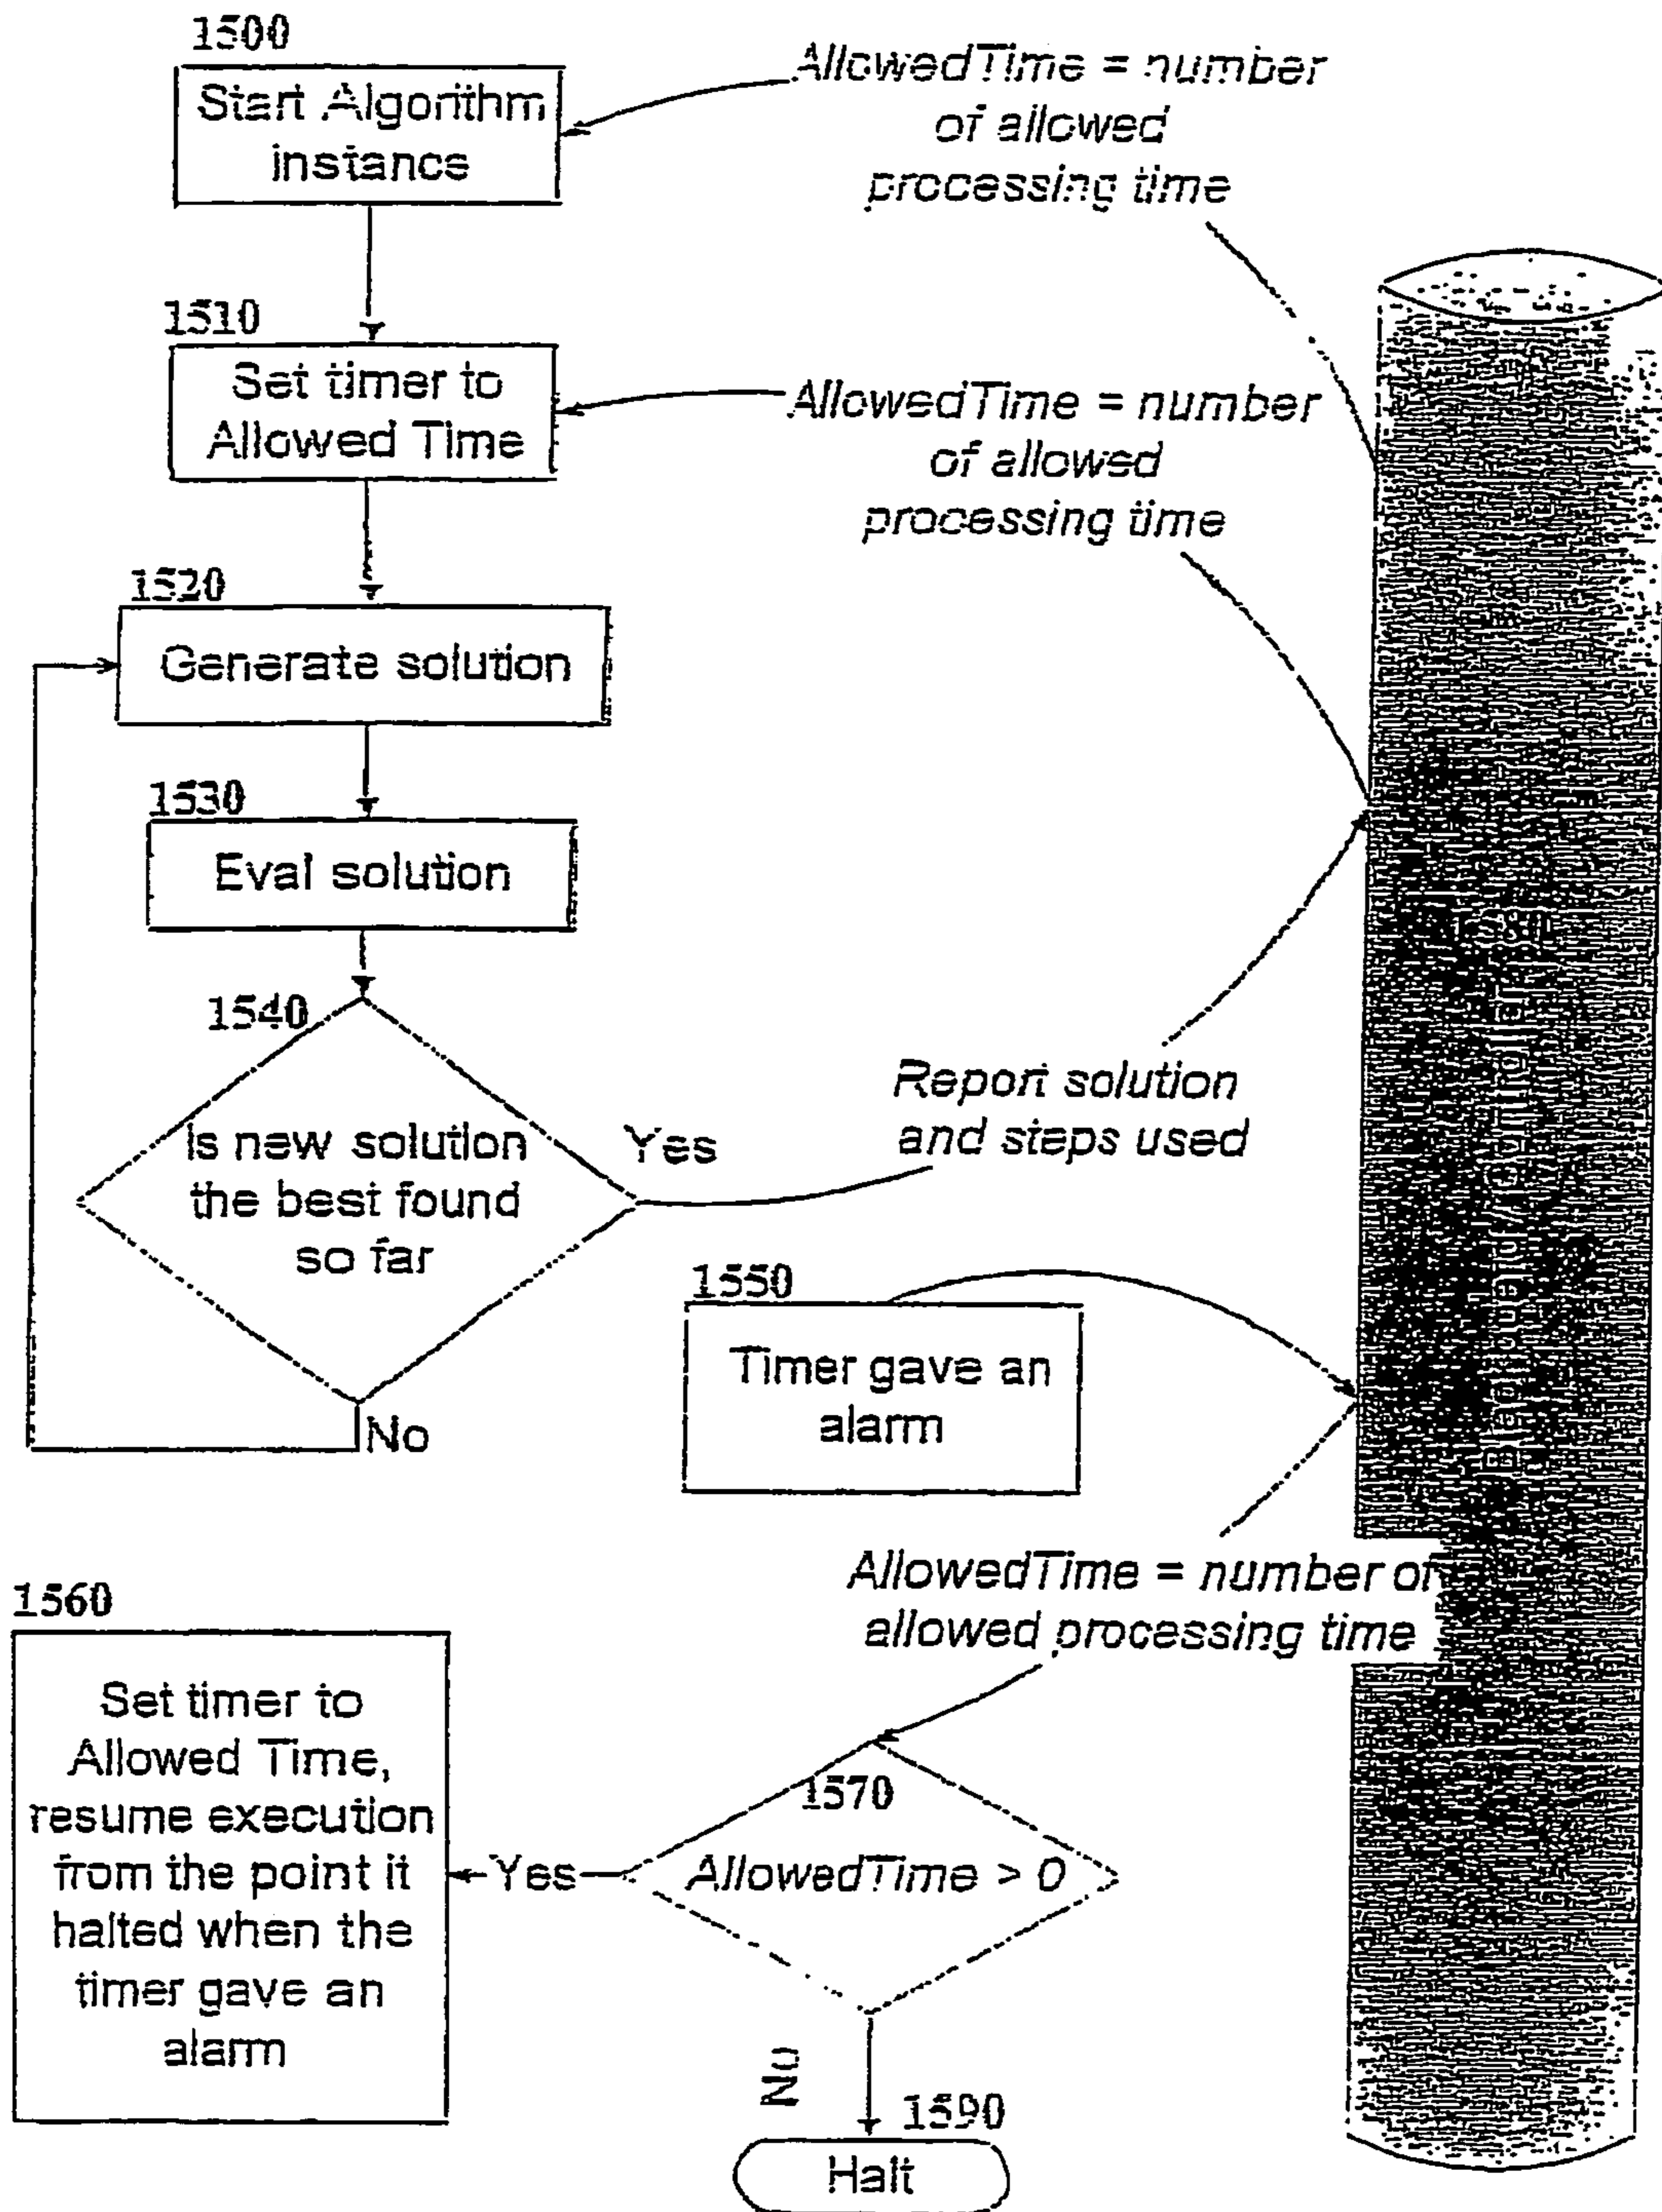 1500
Start Algorithm
instance
AllowedTime = number
of allowed
processing time
1510
Set timer to
Allowed Time
AllowedTime = number
of allowed
processing time
1520
Generate solution
1530
Eval solution
1540
Is new solution
the best found
so far
Yes
Report solution
and steps used
No
1550
Timer gave an
alarm
AllowedTime = number of
allowed processing time
1560
Set timer to
Allowed Time,
resume execution
from the point it
halted when the
timer gave an
alarm
1570
AllowedTime > 0
Yes
No
1590
Halt